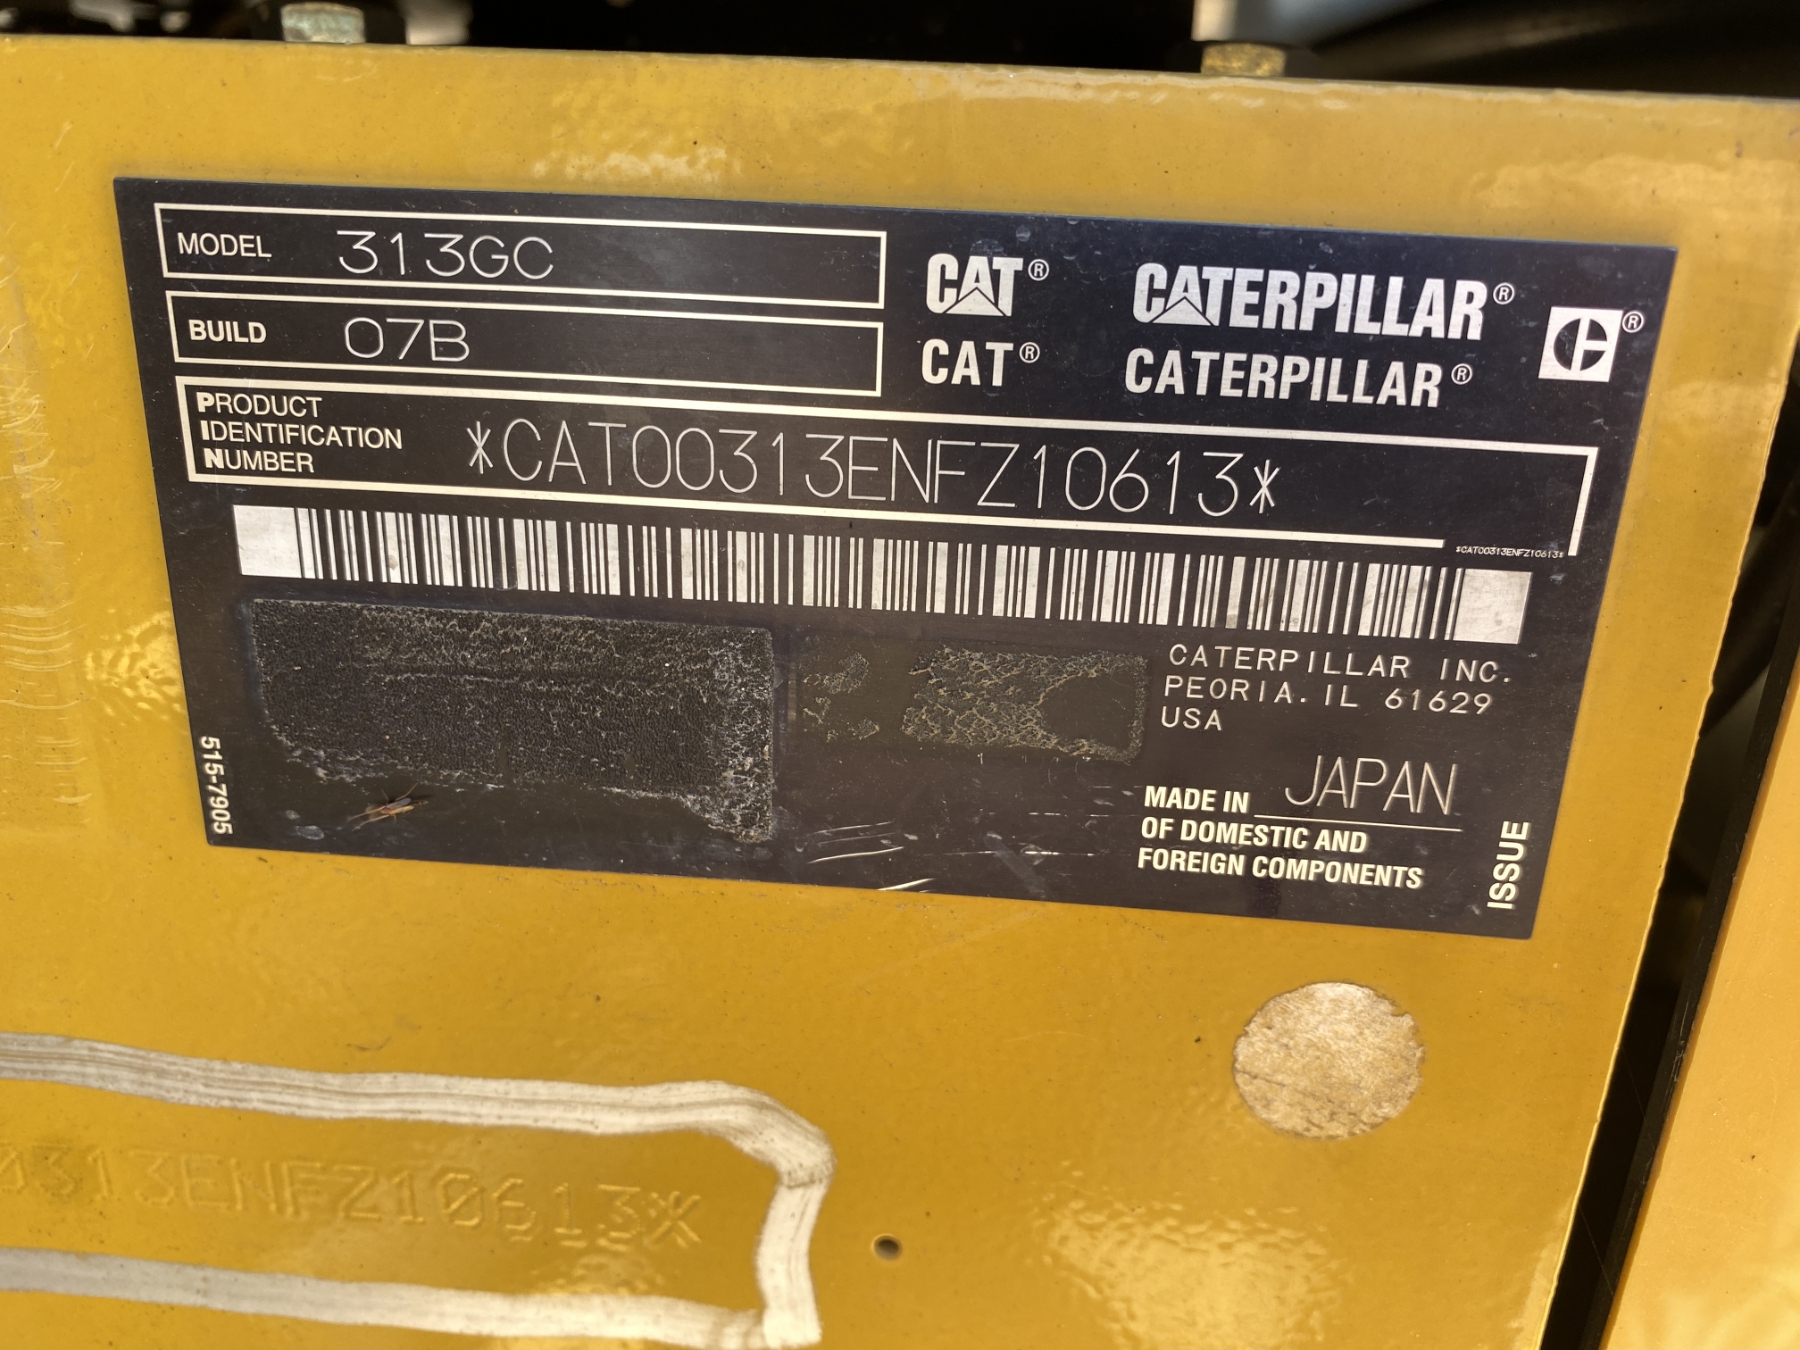 MODEL 313GC
BUILD 07B
CAT® CATERPILLAR® ®
CAT® CATERPILLAR®
PRODUCT
IDENTIFICATION
NUMBER
*CAT00313ENFZ10613*
*CAT00313ENFZ10613*
CATERPILLAR INC.
PEORIA. IL 61629
USA
MADE IN JAPAN
OF DOMESTIC AND
FOREIGN COMPONENTS
515-7905
ISSUE
0313ENFZ10613*